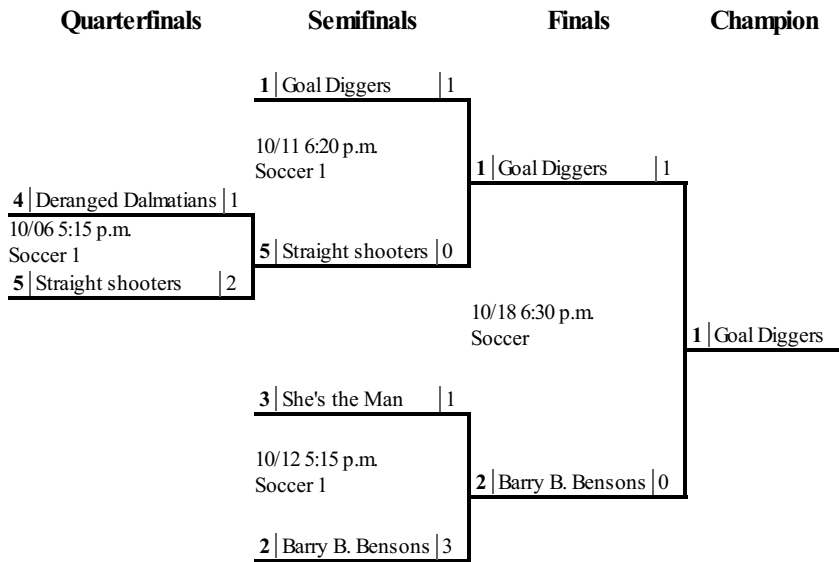 Quarterfinals Semifinals Finals Champion
1 Goal Diggers 1
10/11 6:20 p.m.
Soccer 1
1 Goal Diggers 1
4 Deranged Dalmatians 1
10/06 5:15 p.m.
Soccer 1
5 Straight shooters 0
5 Straight shooters 2
10/18 6:30 p.m.
Soccer
1 Goal Diggers
3 She's the Man 1
10/12 5:15 p.m.
Soccer 1
2 Barry B. Bensons 0
2 Barry B. Bensons 3